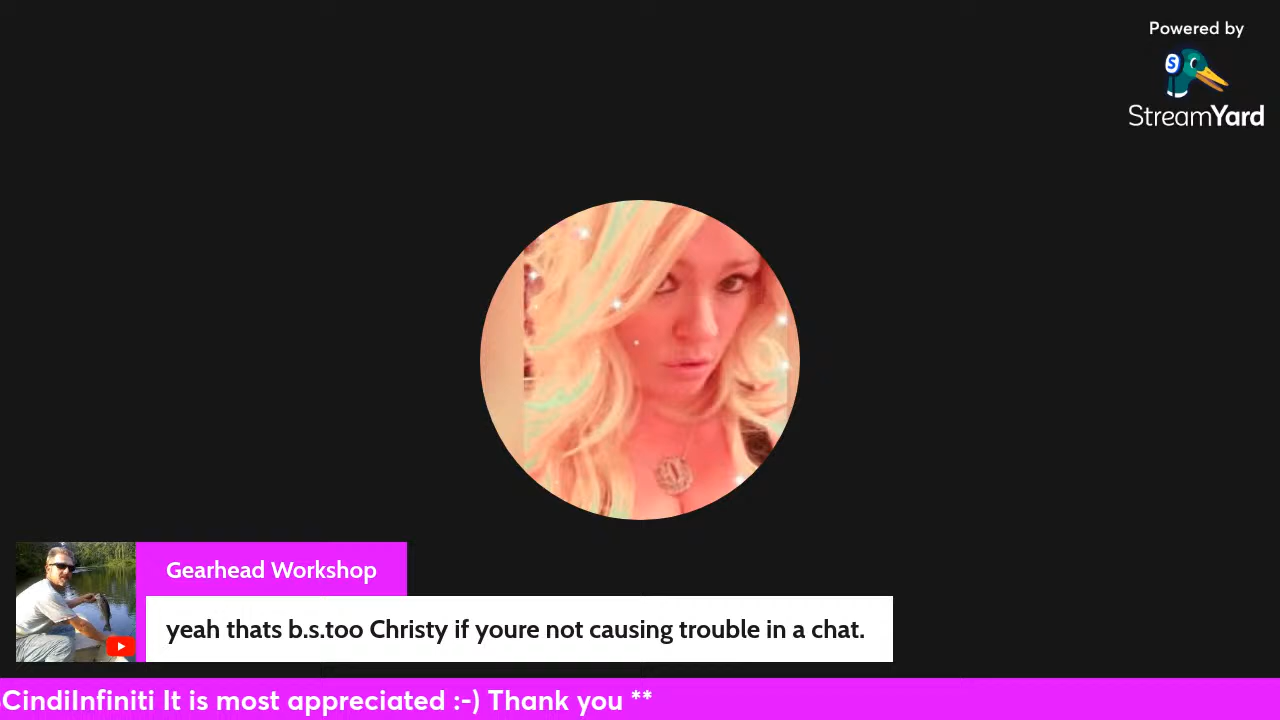 Powered by
StreamYard
Gearhead Workshop
yeah thats b.s.too Christy if youre not causing trouble in a chat.
CindiInfiniti It is most appreciated :-) Thank you **